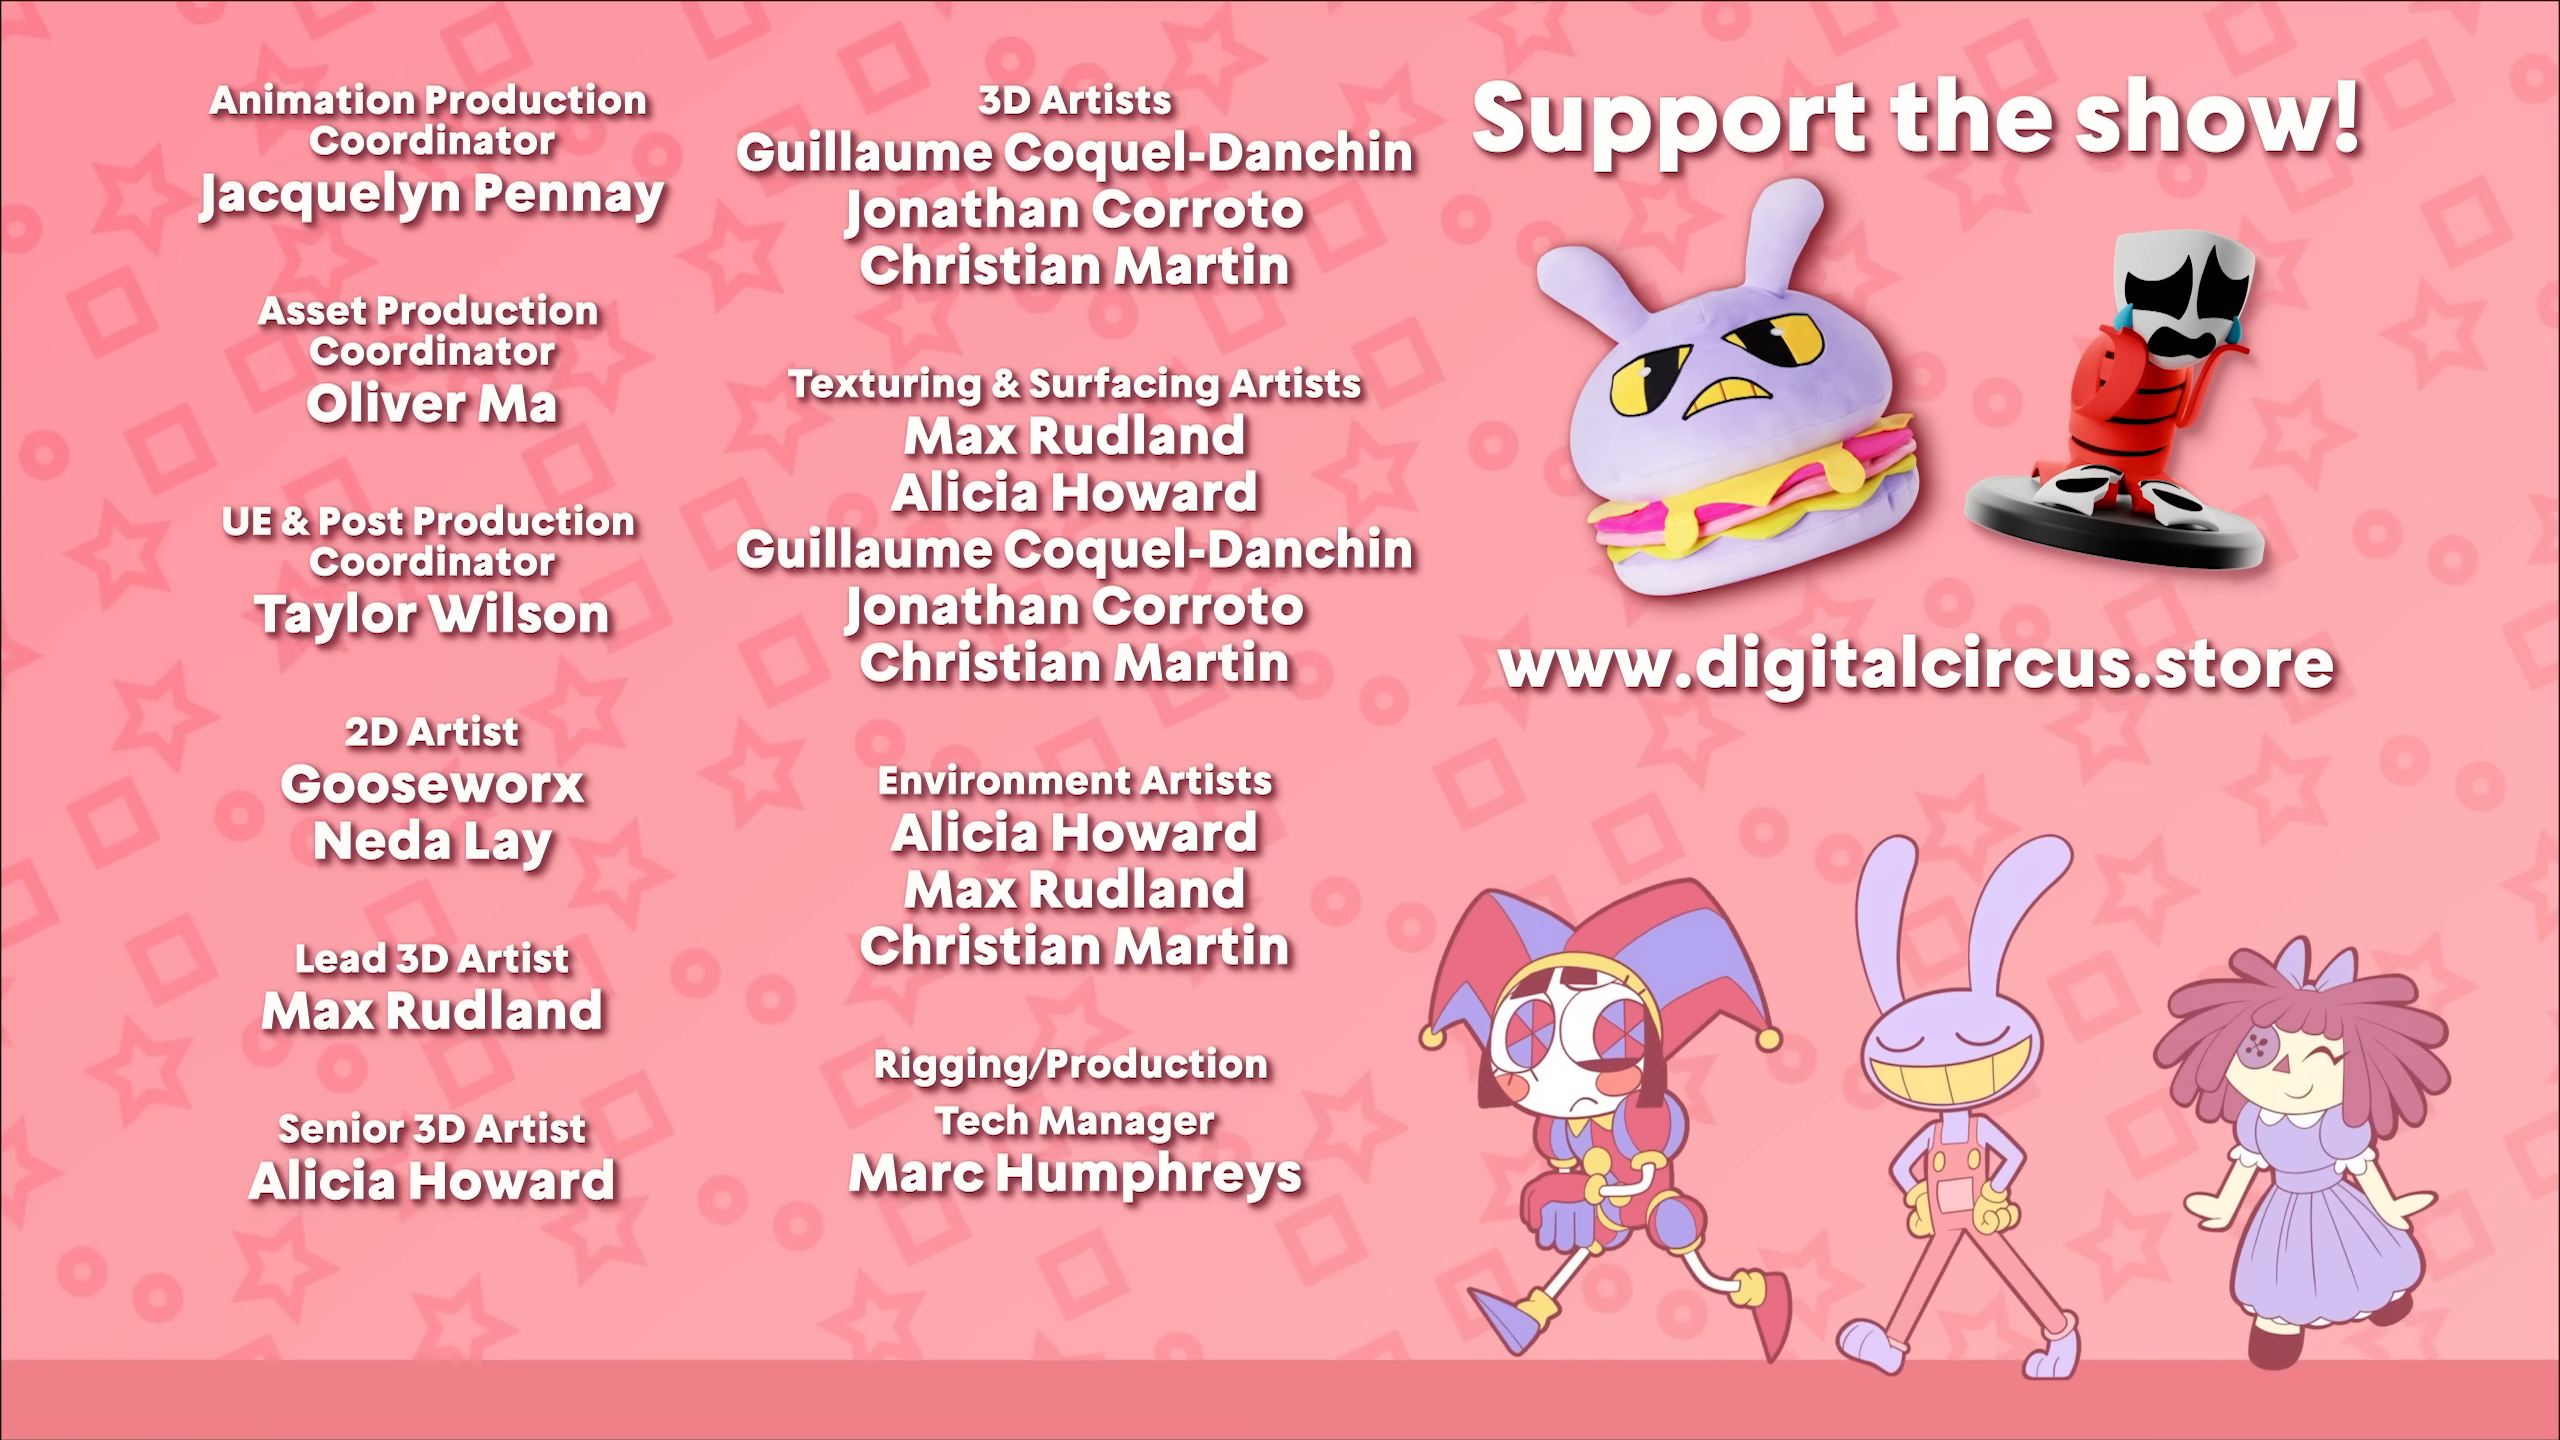 Animation Production
Coordinator
Jacquelyn Pennay
Asset Production
Coordinator
Oliver Ma
UE & Post Production
Coordinator
Taylor Wilson
2D Artist
Gooseworx
Neda Lay
Lead 3D Artist
Max Rudland
Senior 3D Artist
Alicia Howard
3D Artists
Guillaume Coquel-Danchin
Jonathan Corroto
Christian Martin
Texturing & Surfacing Artists
Max Rudland
Alicia Howard
Guillaume Coquel-Danchin
Jonathan Corroto
Christian Martin
Environment Artists
Alicia Howard
Max Rudland
Christian Martin
Rigging/Production
Tech Manager
Marc Humphreys
Support the show!
www.digitalcircus.store